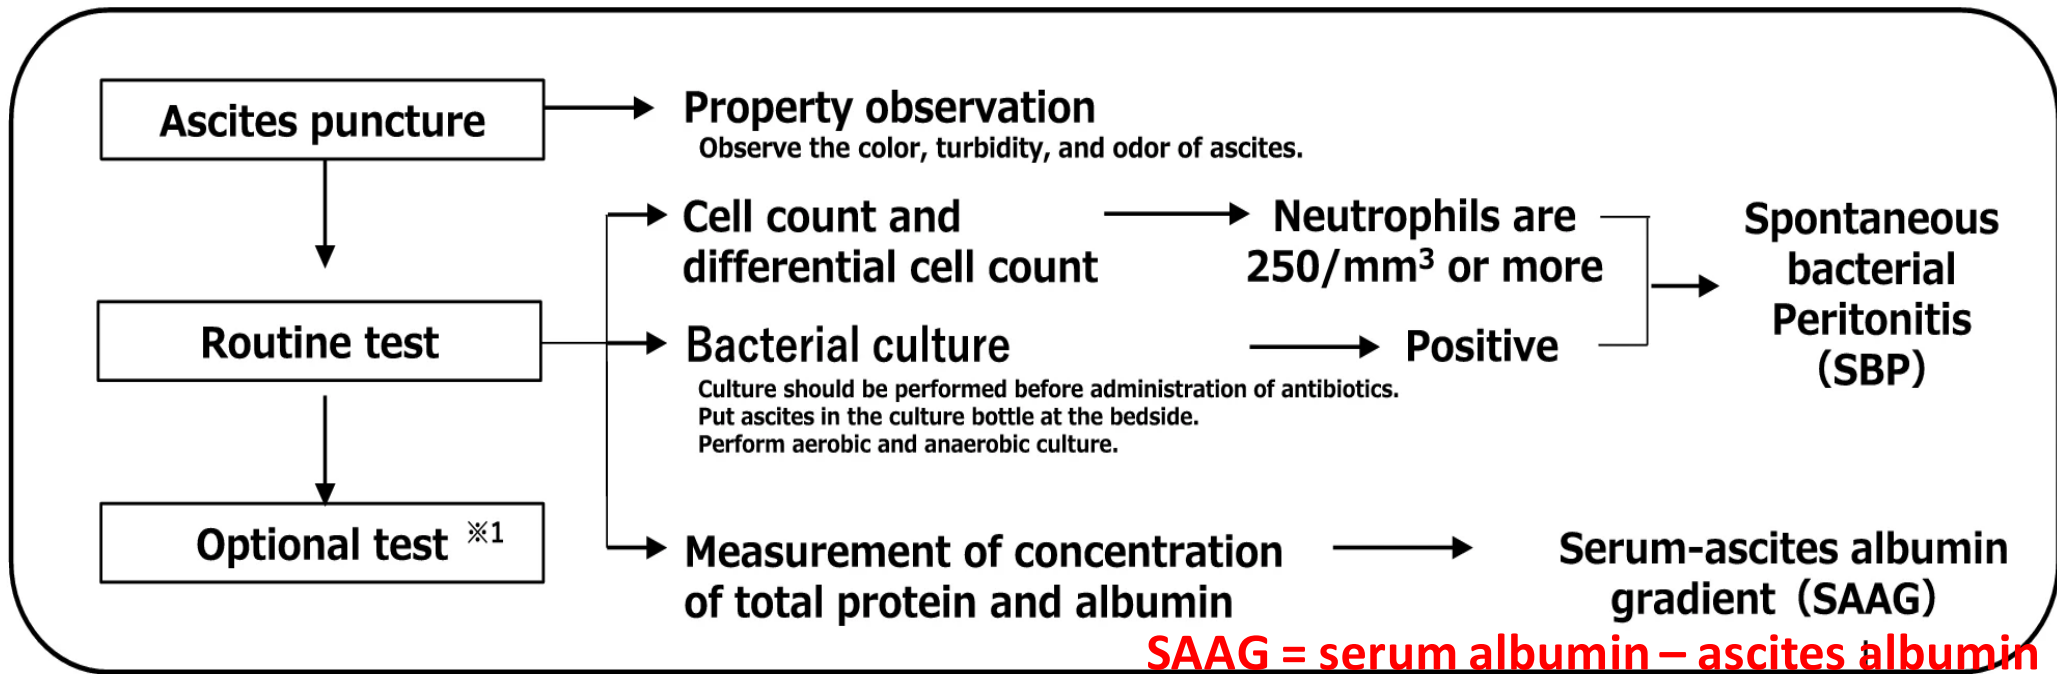 Ascites puncture
Property observation
Observe the color, turbidity, and odor of ascites.
Cell count and
differential cell count
Neutrophils are
250/mm³ or more
Spontaneous
bacterial
Peritonitis
(SBP)
Routine test
Bacterial culture
Positive
Culture should be performed before administration of antibiotics.
Put ascites in the culture bottle at the bedside.
Perform aerobic and anaerobic culture.
Optional test ※1
Measurement of concentration
of total protein and albumin
Serum-ascites albumin
gradient (SAAG)
SAAG = serum albumin – ascites albumin